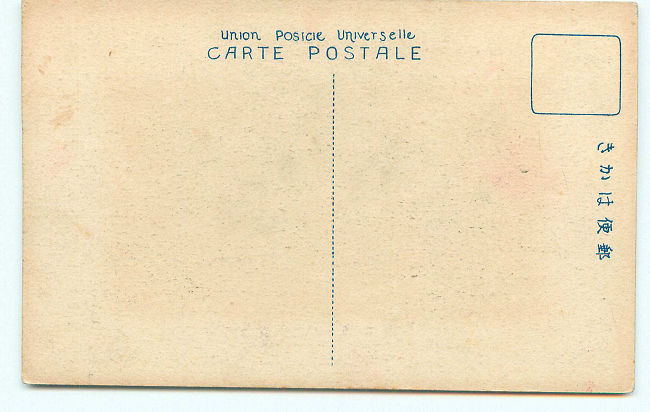 Union Posicie Universelle
CARTE POSTALE
郵便はかき